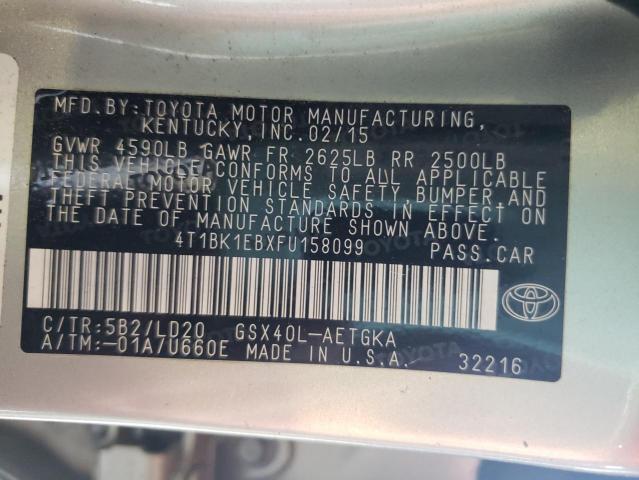 MFD.BY:TOYOTA MOTOR MANUFACTURING,
KENTUCKY,INC.02/15
GVWR 4590LB GAWR FR 2625LB RR 2500LB
THIS VEHICLE CONFORMS TO ALL APPLICABLE
FEDERAL MOTOR VEHICLE SAFETY, BUMPER,AND
THEFT PREVENTION STANDARDS IN EFFECT ON
THE DATE OF MANUFACTURE SHOWN ABOVE.
4T1BK1EBXFU158099 PASS.CAR
C/TR:5B2/LD20 GSX40L-AETGKA
A/TM:-01A/U660E MADE IN U.S.A. 32216